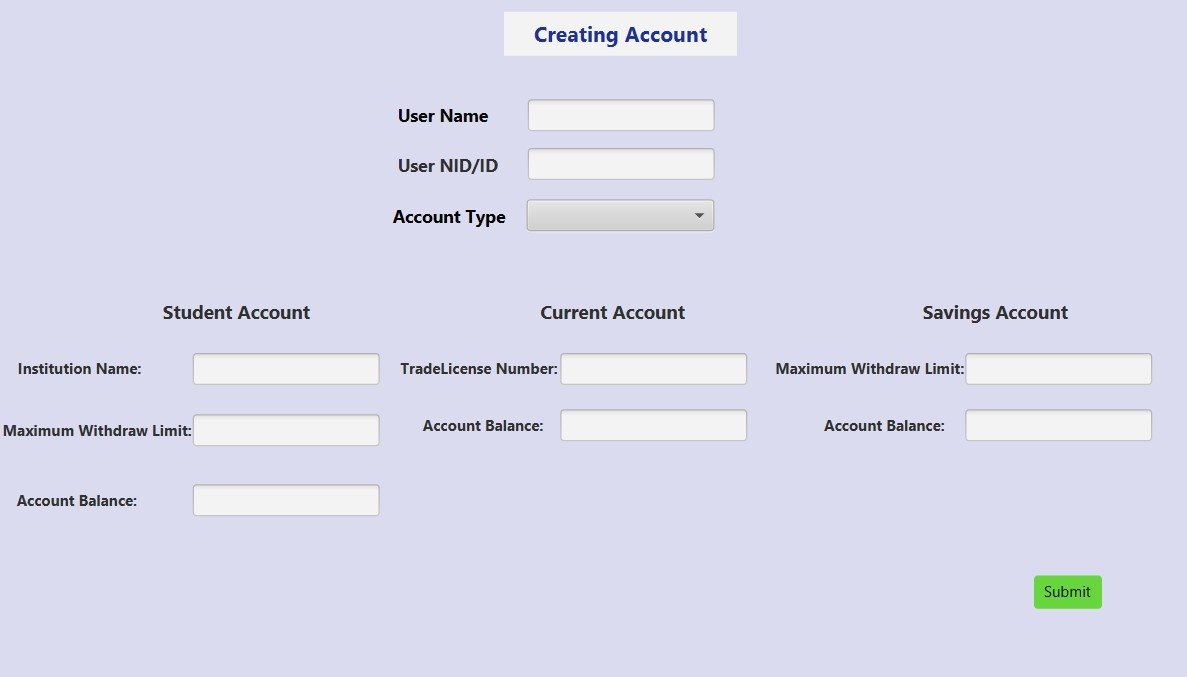 Creating Account
User Name
User NID/ID
Account Type
Student Account
Current Account
Savings Account
Institution Name:
TradeLicense Number:
Maximum Withdraw Limit:
Maximum Withdraw Limit:
Account Balance:
Account Balance:
Account Balance:
Submit